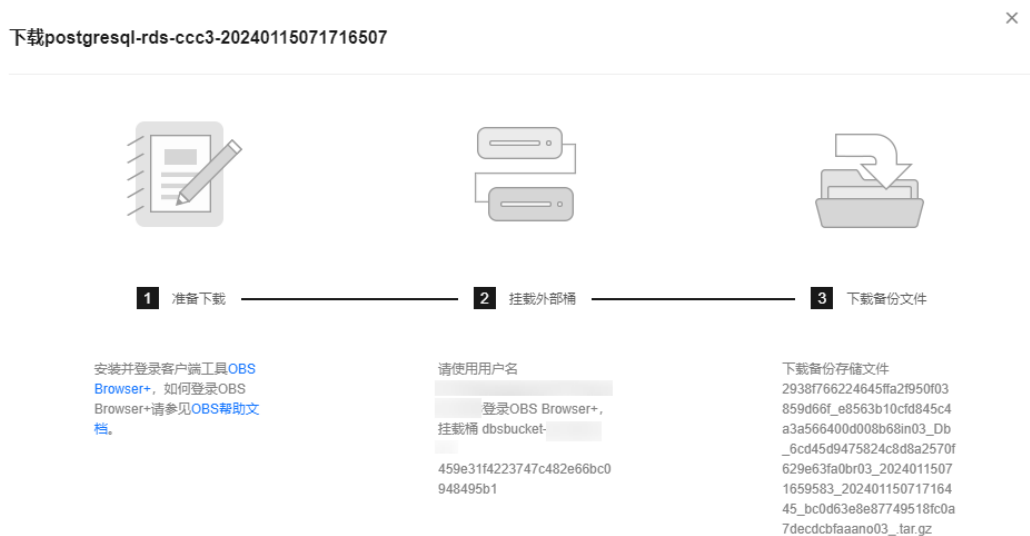 下载postgresql-rds-ccc3-20240115071716507
1 准备下载
2 挂载外部桶
3 下载备份文件
安装并登录客户端工具OBS
Browser+，如何登录OBS
Browser+请参见OBS帮助文
档。
请使用用户名
登录OBS Browser+，
挂载桶 dbsbucket-
459e31f4223747c482e66bc0
948495b1
下载备份存储文件
2938f766224645ffa2f950f03
859d66f_e8563b10cfd845c4
a3a566400d008b68in03_Db
_6cd45d9475824c8d8a2570f
629e63fa0br03_2024011507
1659583_202401150717164
45_bc0d63e8e87749518fc0a
7decdcbfaaano03_.tar.gz